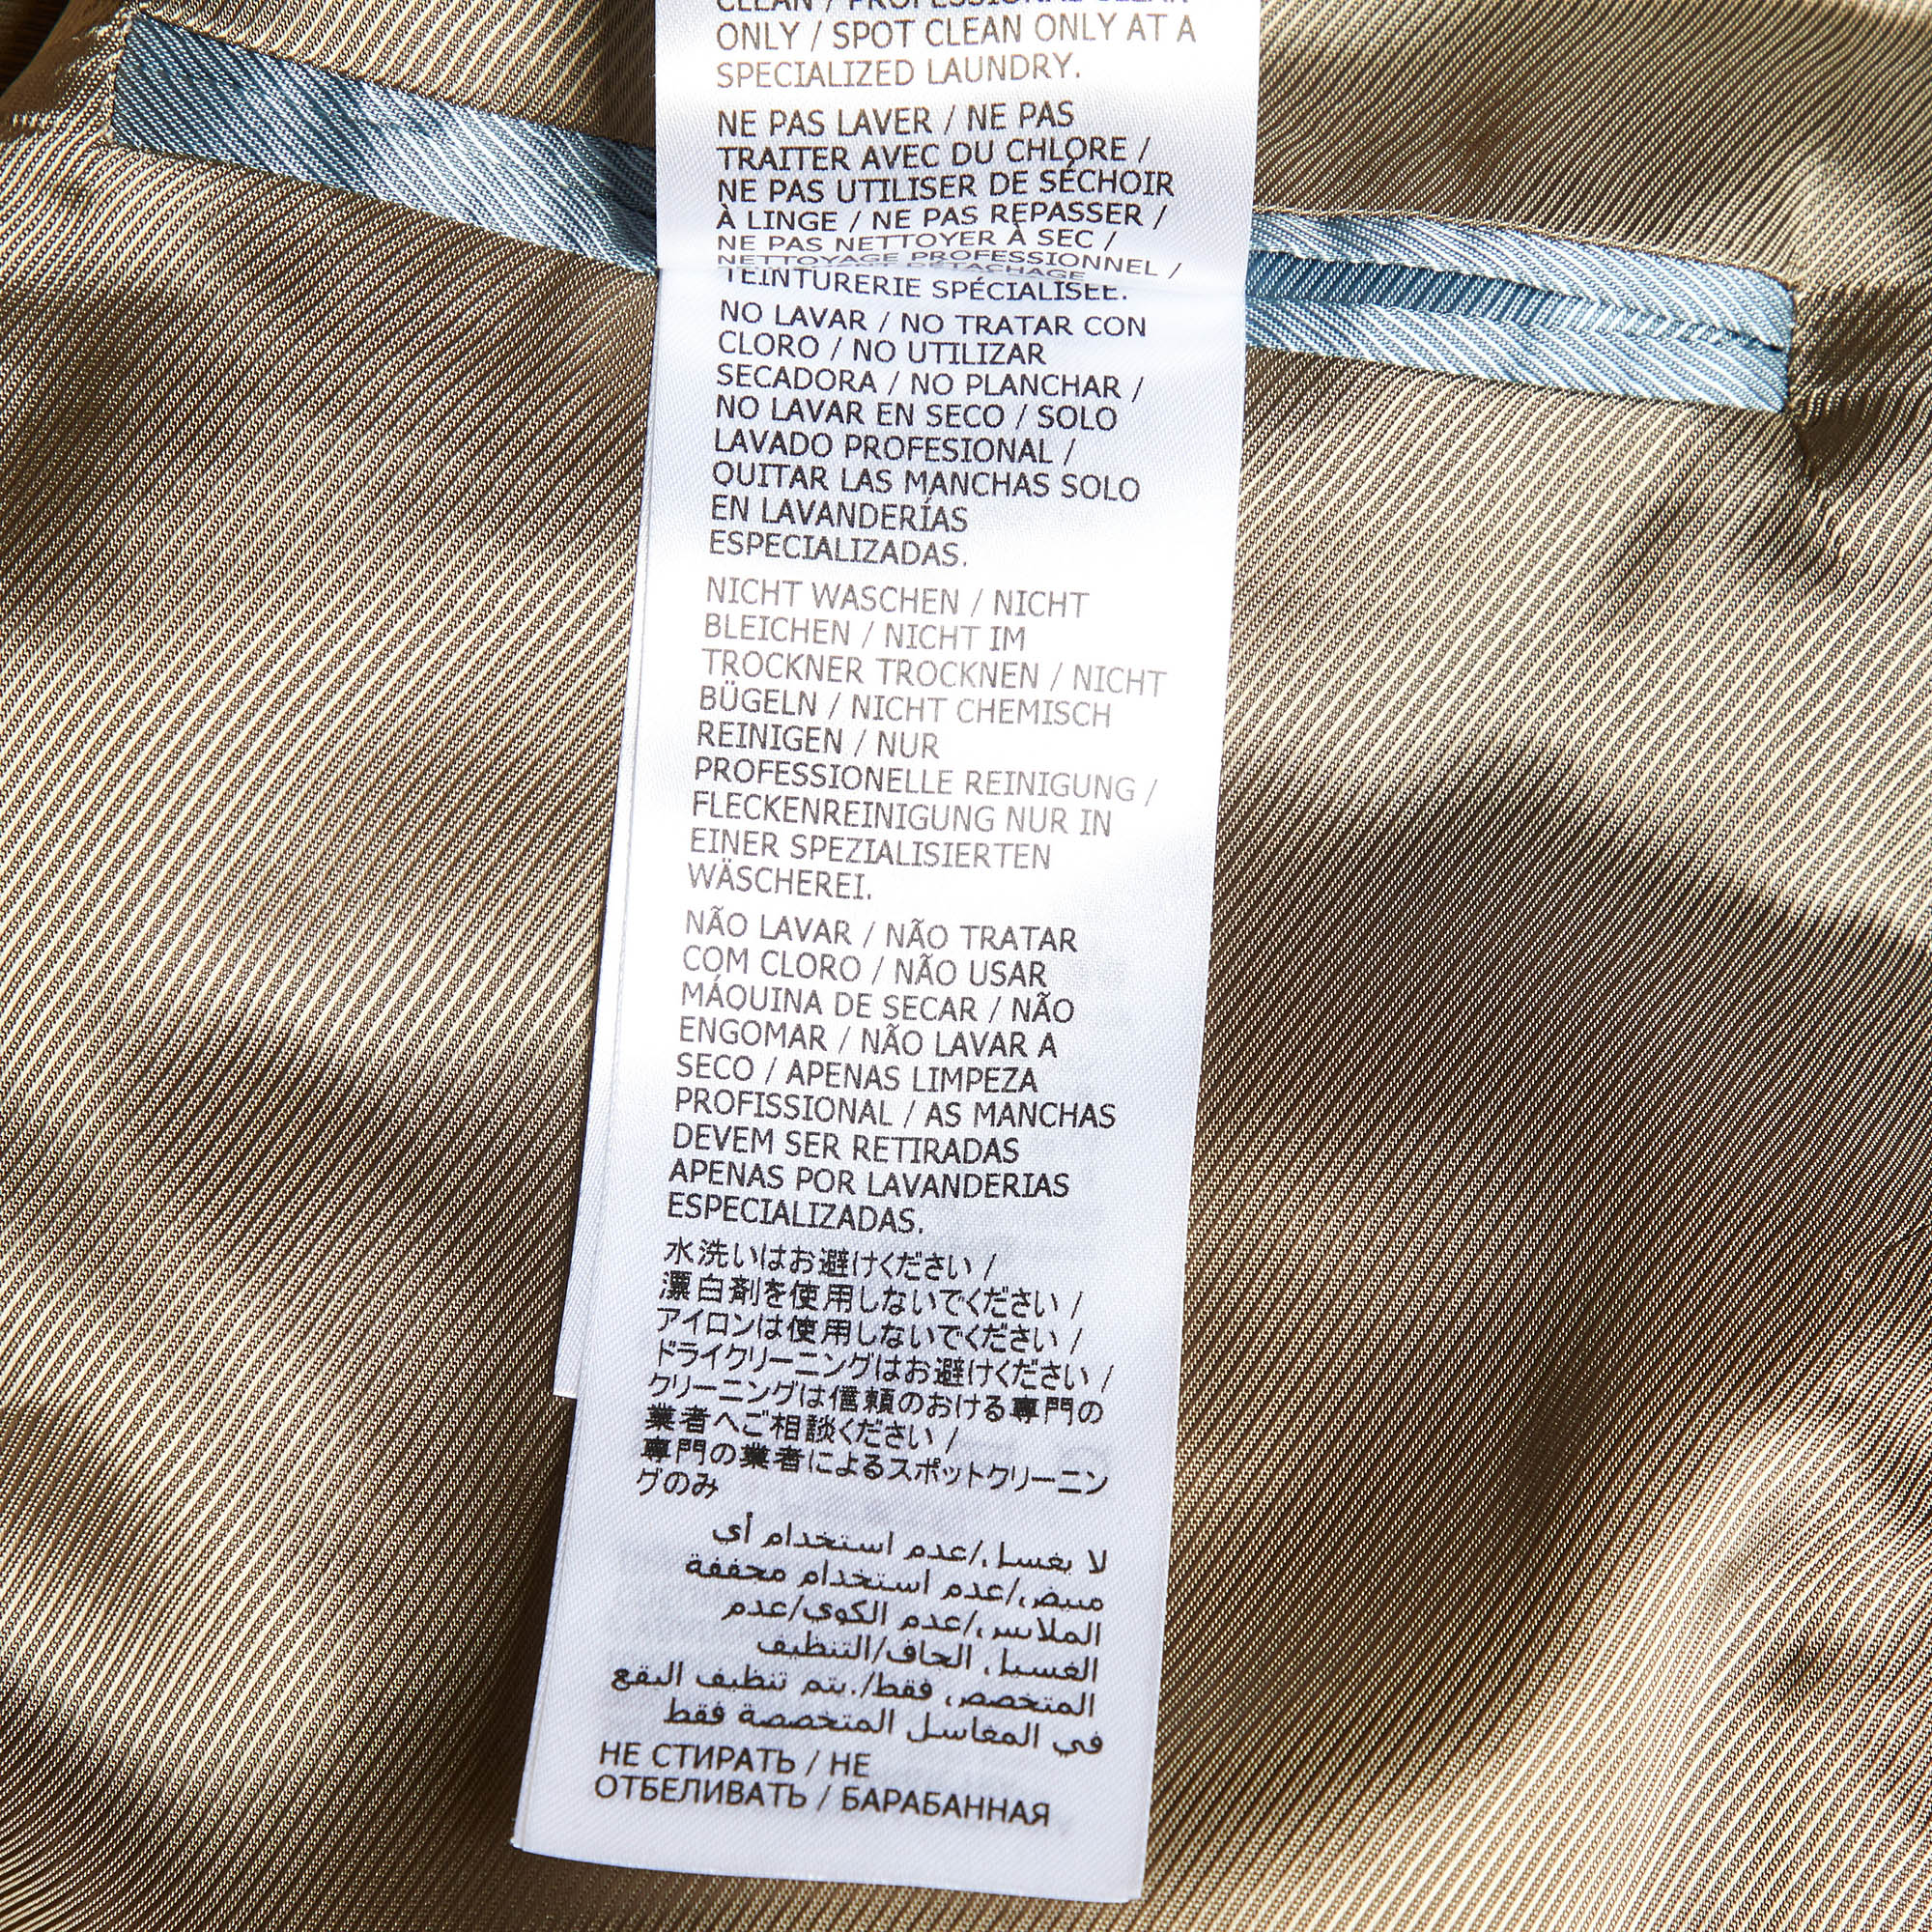 CLEAN / PROFESSIONAL CLEAN
ONLY / SPOT CLEAN ONLY AT A
SPECIALIZED LAUNDRY.
NE PAS LAVER / NE PAS
TRAITER AVEC DU CHLORE /
NE PAS UTILISER DE SÉCHOIR
À LINGE / NE PAS REPASSER /
NE PAS NETTOYER À SEC /
NETTOYAGE PROFESSIONNEL /
DÉTACHAGE
TEINTURERIE SPÉCIALISÉE.
NO LAVAR / NO TRATAR CON
CLORO / NO UTILIZAR
SECADORA / NO PLANCHAR /
NO LAVAR EN SECO / SOLO
LAVADO PROFESIONAL /
QUITAR LAS MANCHAS SOLO
EN LAVANDERÍAS
ESPECIALIZADAS.
NICHT WASCHEN / NICHT
BLEICHEN / NICHT IM
TROCKNER TROCKNEN / NICHT
BÜGELN / NICHT CHEMISCH
REINIGEN / NUR
PROFESSIONELLE REINIGUNG /
FLECKENREINIGUNG NUR IN
EINER SPEZIALISIERTEN
WÄSCHEREI.
NÃO LAVAR / NÃO TRATAR
COM CLORO / NÃO USAR
MÁQUINA DE SECAR / NÃO
ENGOMAR / NÃO LAVAR A
SECO / APENAS LIMPEZA
PROFISSIONAL / AS MANCHAS
DEVEM SER RETIRADAS
APENAS POR LAVANDERIAS
ESPECIALIZADAS.
水洗いはお避けください /
漂白剤を使用しないでください /
アイロンは使用しないでください /
ドライクリーニングはお避けください /
クリーニングは信頼のおける専門の
業者へご相談ください /
専門の業者によるスポットクリーニン
グのみ
لا يغسل/عدم استخدام أي
مبيض/عدم استخدام مجففة
الملابس/عدم الكوي/عدم
الغسيل الجاف/التنظيف
المتخصص فقط/.يتم تنظيف البقع
في المغاسل المتخصصة فقط
НЕ СТИРАТЬ / НЕ
ОТБЕЛИВАТЬ / БАРАБАННАЯ